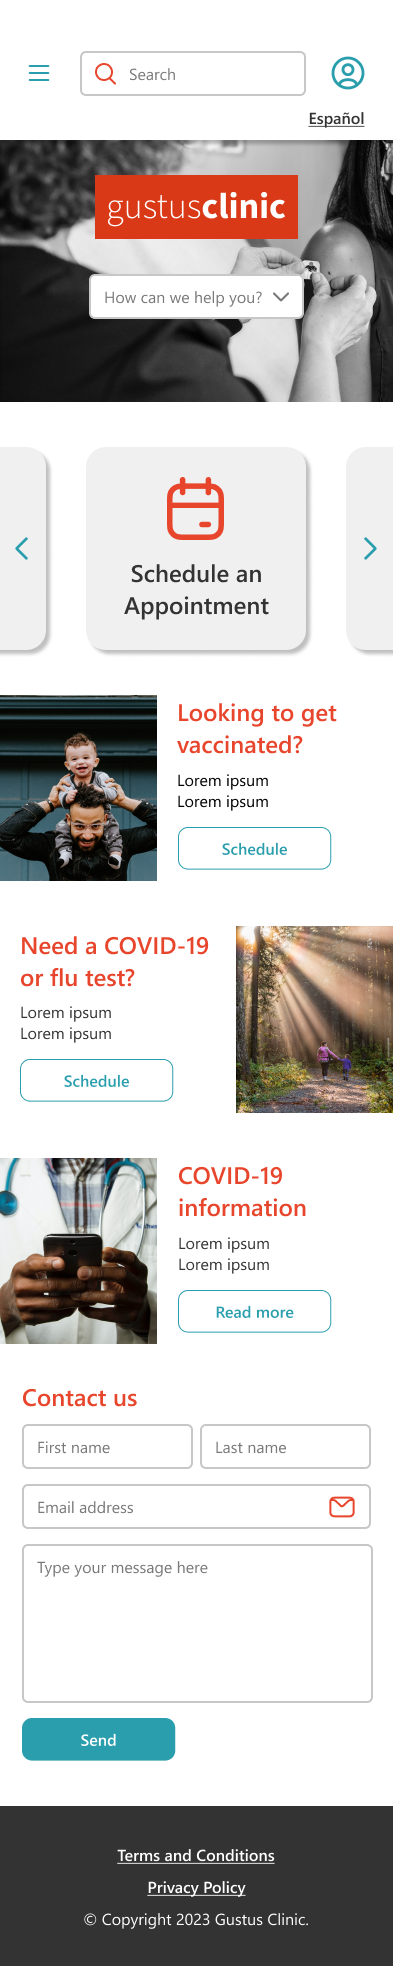 Search
Español
gustusclinic
How can we help you?
Schedule an
Appointment
Looking to get
vaccinated?
Lorem ipsum
Lorem ipsum
Schedule
Need a COVID-19
or flu test?
Lorem ipsum
Lorem ipsum
Schedule
COVID-19
information
Lorem ipsum
Lorem ipsum
Read more
Contact us
First name
Last name
Email address
Type your message here
Send
Terms and Conditions
Privacy Policy
© Copyright 2023 Gustus Clinic.